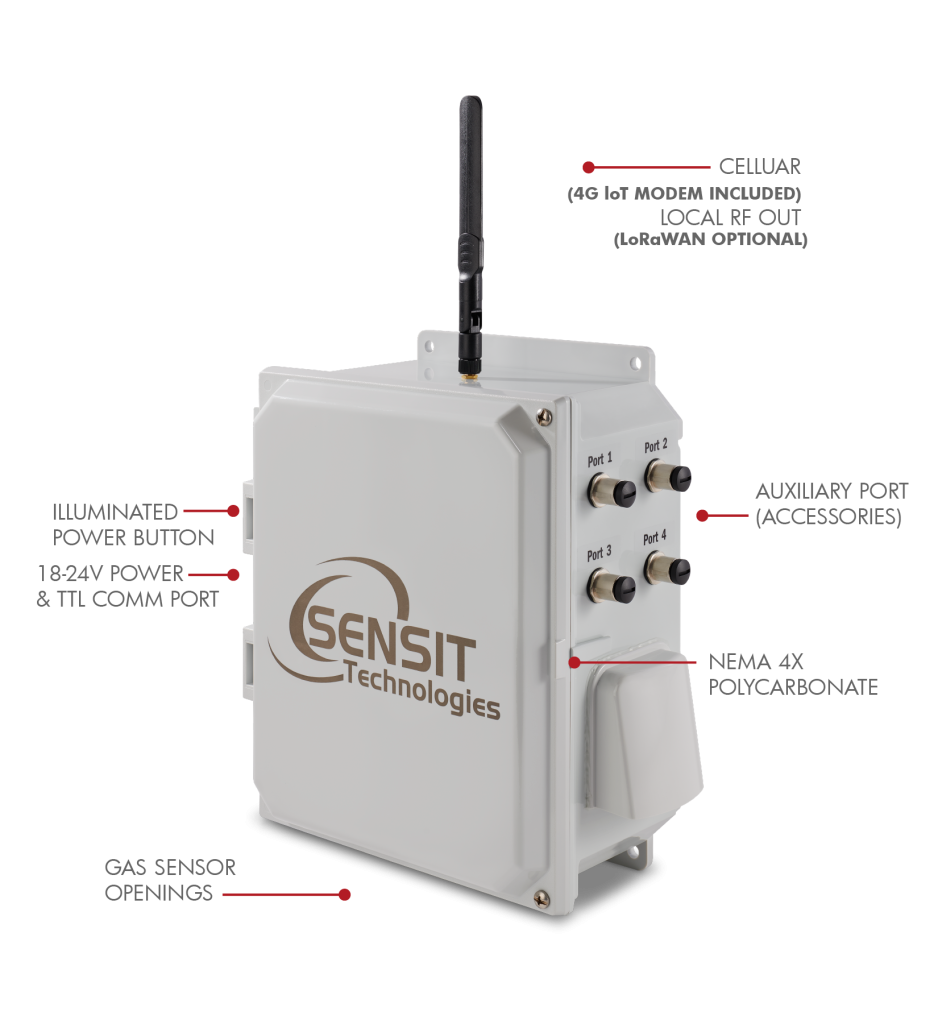 CELLUAR
(4G IoT MODEM INCLUDED)
LOCAL RF OUT
(LoRaWAN OPTIONAL)
Port 1
Port 2
Port 3
Port 4
AUXILIARY PORT
(ACCESSORIES)
ILLUMINATED
POWER BUTTON
18-24V POWER
& TTL COMM PORT
SENSIT
Technologies
NEMA 4X
POLYCARBONATE
GAS SENSOR
OPENINGS